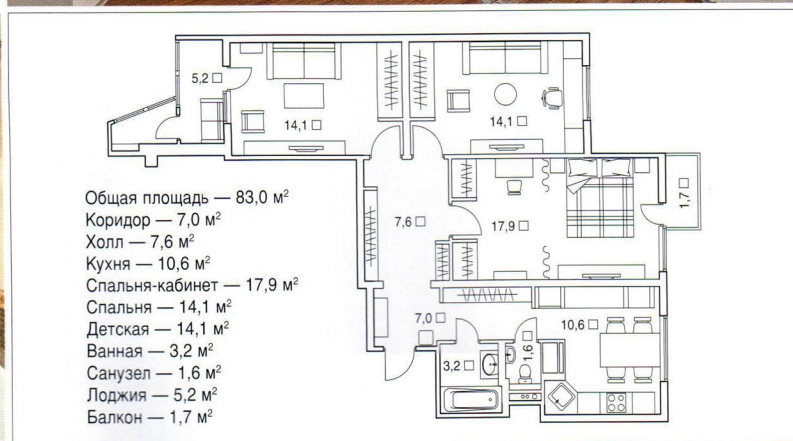 5,2
14,1
14,1
7,6
17,9
1,7
7,0
10,6
3,2
1,6
Общая площадь — 83,0 м²
Коридор — 7,0 м²
Холл — 7,6 м²
Кухня — 10,6 м²
Спальня-кабинет — 17,9 м²
Спальня — 14,1 м²
Детская — 14,1 м²
Ванная — 3,2 м²
Санузел — 1,6 м²
Лоджия — 5,2 м²
Балкон — 1,7 м²